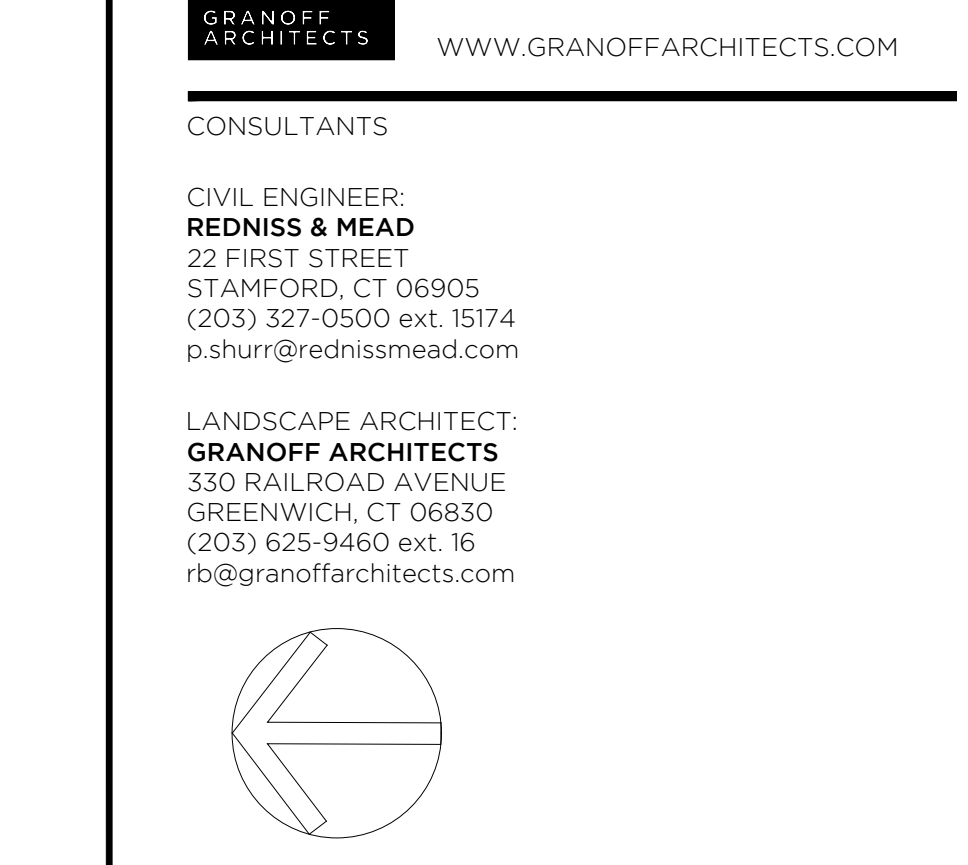 GRANOFF
ARCHITECTS
WWW.GRANOFFARCHITECTS.COM
CONSULTANTS
CIVIL ENGINEER:
REDNISS & MEAD
22 FIRST STREET
STAMFORD, CT 06905
(203) 327-0500 ext. 15174
p.shurr@rednissmead.com
LANDSCAPE ARCHITECT:
GRANOFF ARCHITECTS
330 RAILROAD AVENUE
GREENWICH, CT 06830
(203) 625-9460 ext. 16
rb@granoffarchitects.com